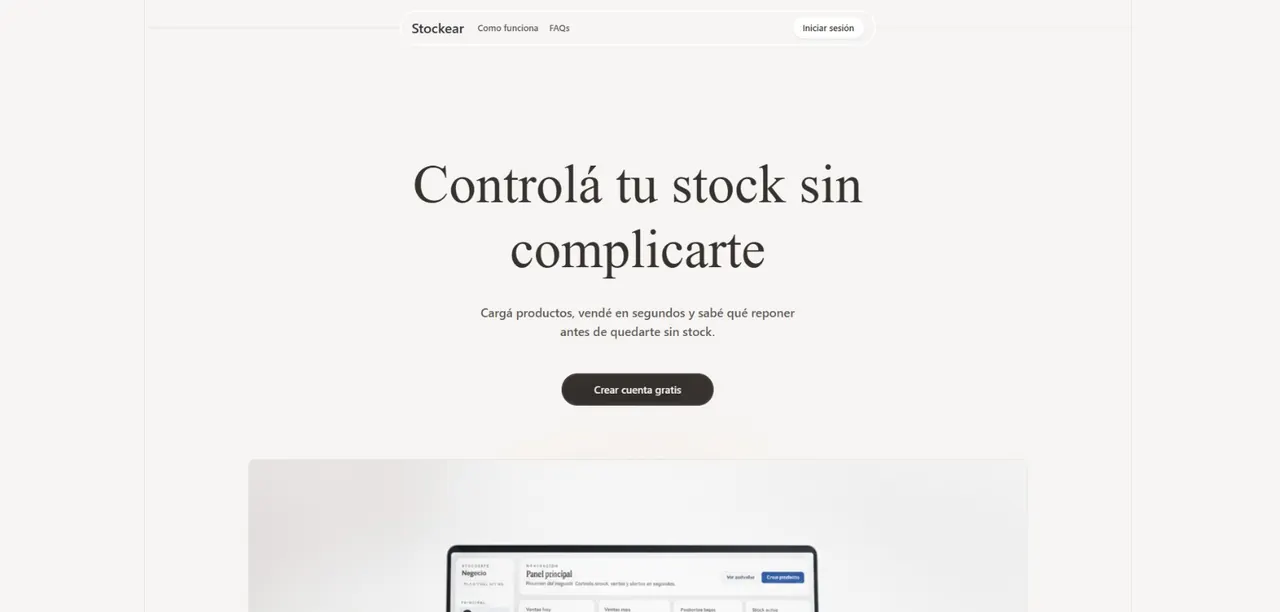 Stockear
Como funciona
FAQs
Iniciar sesión
Controlá tu stock sin
complicarte
Cargá productos, vendé en segundos y sabé qué reponer
antes de quedarte sin stock.
Crear cuenta gratis
Negocio
Panel principal
Ver actividad
Crear producto
PRINCIPAL
Ventas hoy
Ventas mes
Productos bajos
Stock activo